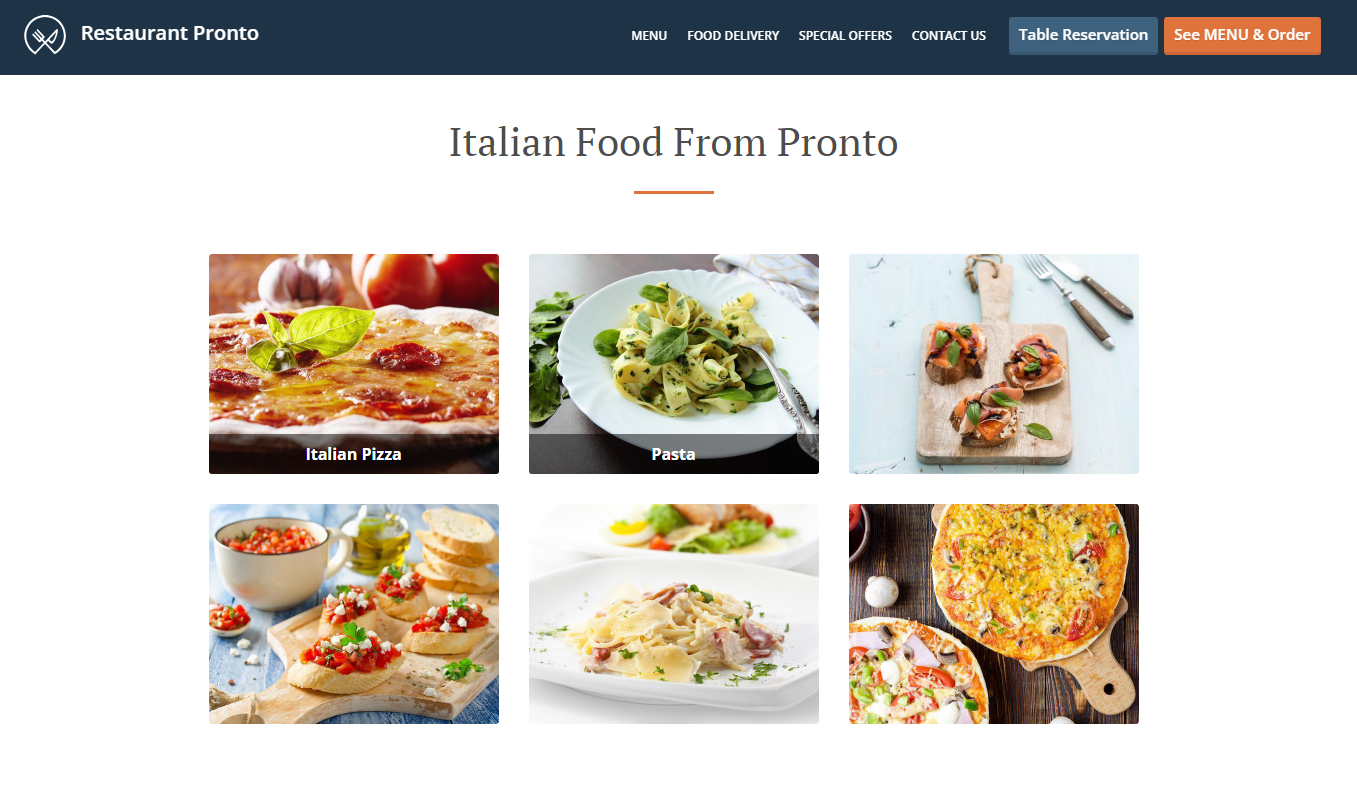 Restaurant Pronto
MENU FOOD DELIVERY SPECIAL OFFERS CONTACT US Table Reservation See MENU & Order
Italian Food From Pronto
Italian Pizza
Pasta